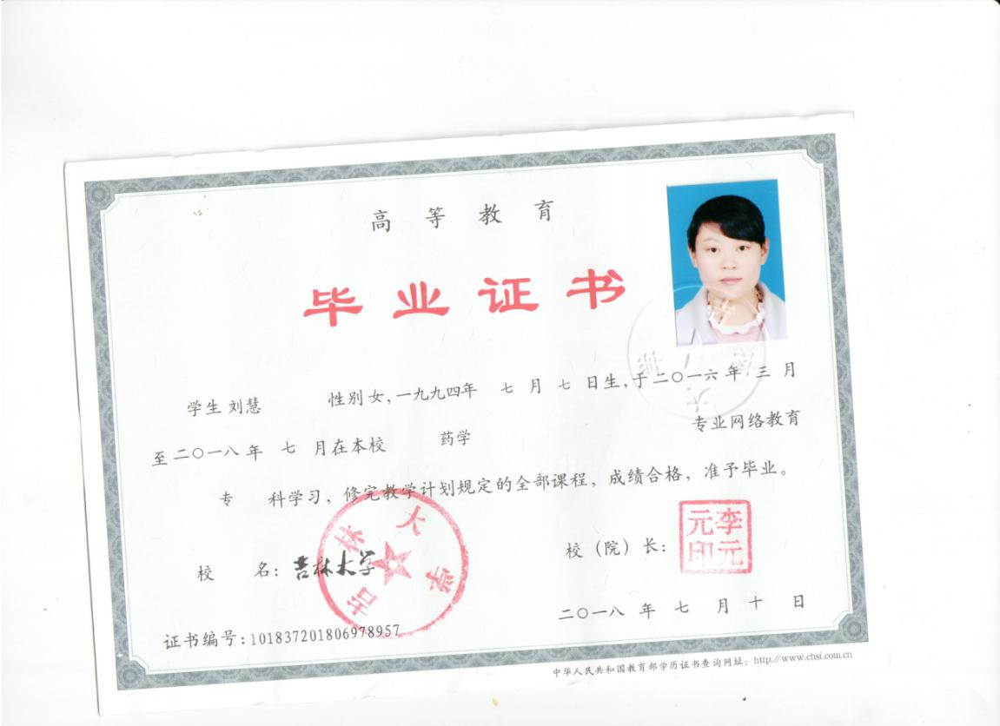 高等教育
毕业证书
学生 刘慧 性别 女，一九九四年 七 月 七 日生，于二〇一六年 三 月
至二〇一八年 七 月在本校 药学 专业网络教育
专 科学习，修完教学计划规定的全部课程，成绩合格，准予毕业。
校 名：吉林大学
吉林大学
校（院）长：
李元元印
二〇一八 年 七 月 十 日
证书编号：101837201806978957
中华人民共和国教育部学历证书查询网址：http://www.chsi.com.cn